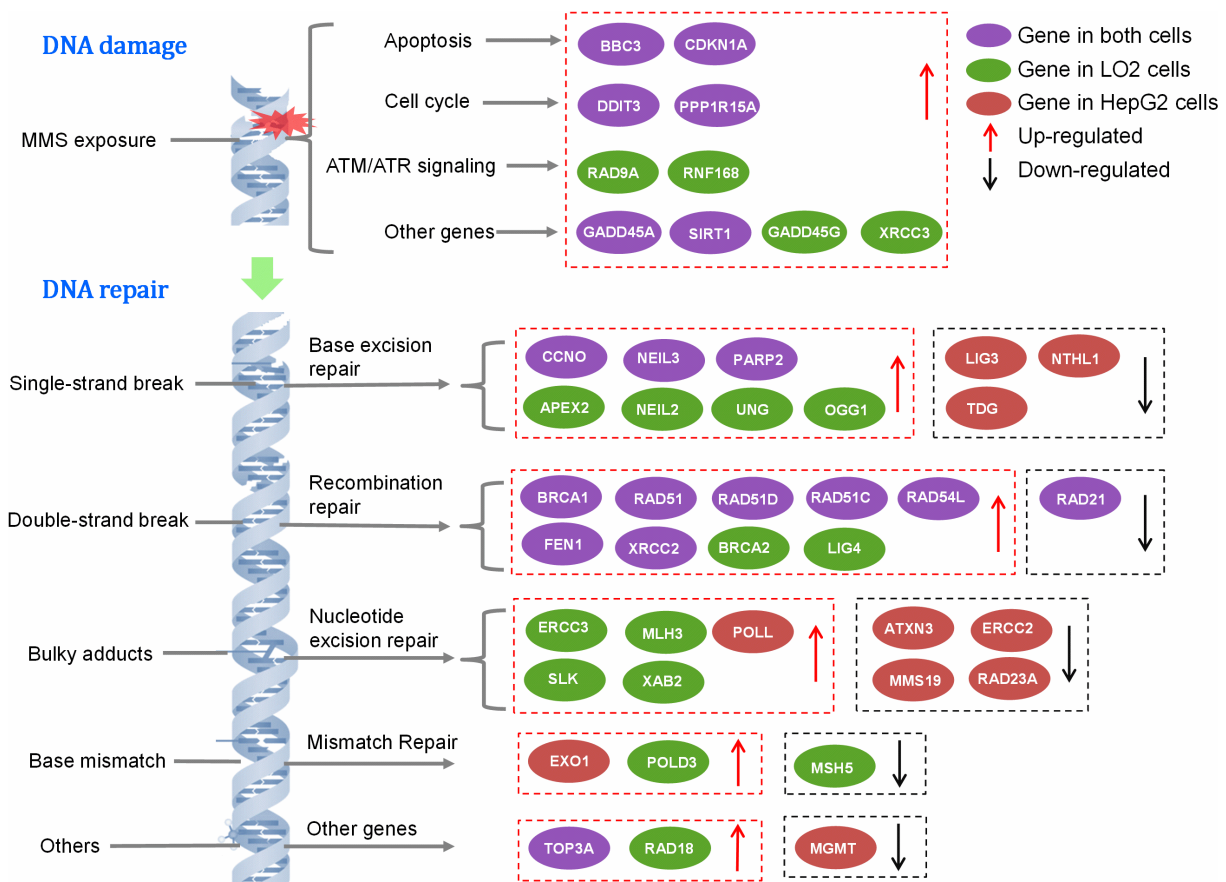 DNA damage
MMS exposure
Apoptosis
BBC3 CDKN1A
Cell cycle
DDIT3 PPP1R15A
ATM/ATR signaling
RAD9A RNF168
Other genes
GADD45A SIRT1 GADD45G XRCC3
Gene in both cells
Gene in LO2 cells
Gene in HepG2 cells
Up-regulated
Down-regulated
DNA repair
Single-strand break
Base excision
repair
CCNO NEIL3 PARP2
APEX2 NEIL2 UNG OGG1
LIG3 NTHL1
TDG
Double-strand break
Recombination
repair
BRCA1 RAD51 RAD51D RAD51C RAD54L
FEN1 XRCC2 BRCA2 LIG4
RAD21
Bulky adducts
Nucleotide
excision repair
ERCC3 MLH3 POLL
SLK XAB2
ATXN3 ERCC2
MMS19 RAD23A
Base mismatch
Mismatch Repair
EXO1 POLD3
MSH5
Others
Other genes
TOP3A RAD18
MGMT